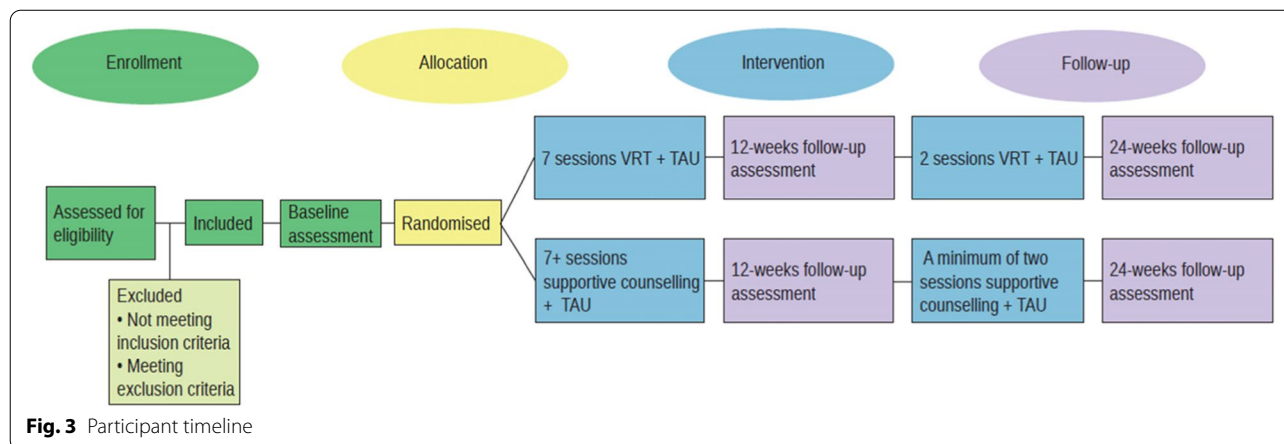 Enrollment
Allocation
Intervention
Follow-up
Assessed for
eligibility
Included
Baseline
assessment
Randomised
7 sessions VRT + TAU
12-weeks follow-up
assessment
2 sessions VRT + TAU
24-weeks follow-up
assessment
7+ sessions
supportive counselling
+ TAU
12-weeks follow-up
assessment
A minimum of two
sessions supportive
counselling + TAU
24-weeks follow-up
assessment
Excluded
• Not meeting
inclusion criteria
• Meeting
exclusion criteria
Fig. 3 Participant timeline